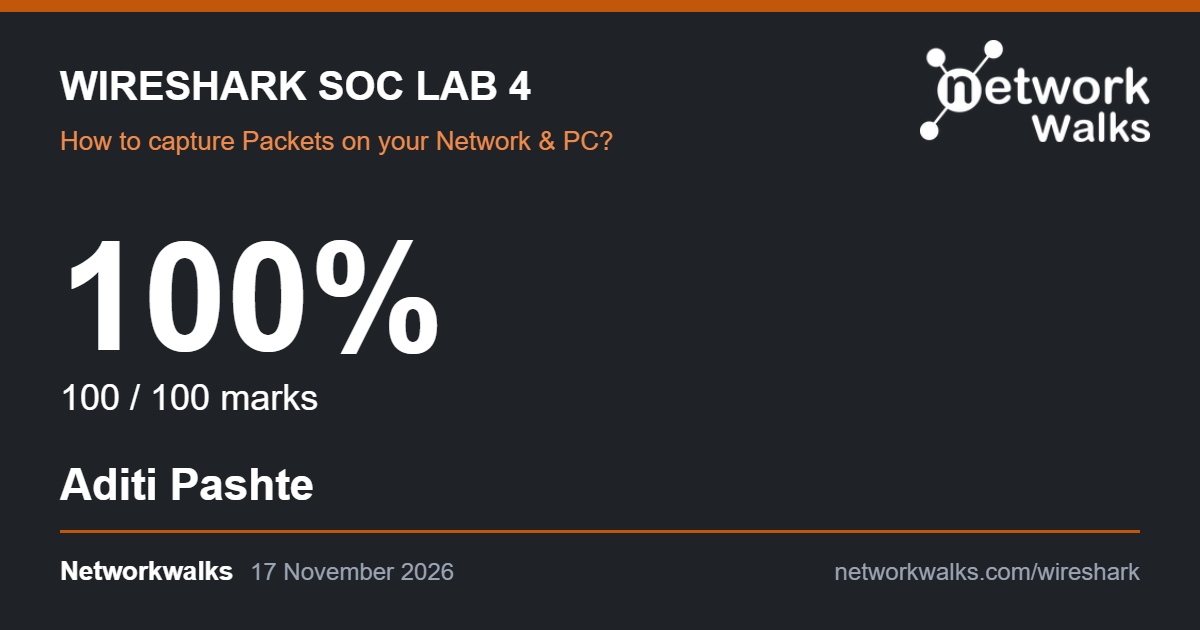 WIRESHARK SOC LAB 4
How to capture Packets on your Network & PC?
network
walks
100%
100 / 100 marks
Aditi Pashte
Networkwalks 17 November 2026
networkwalks.com/wireshark